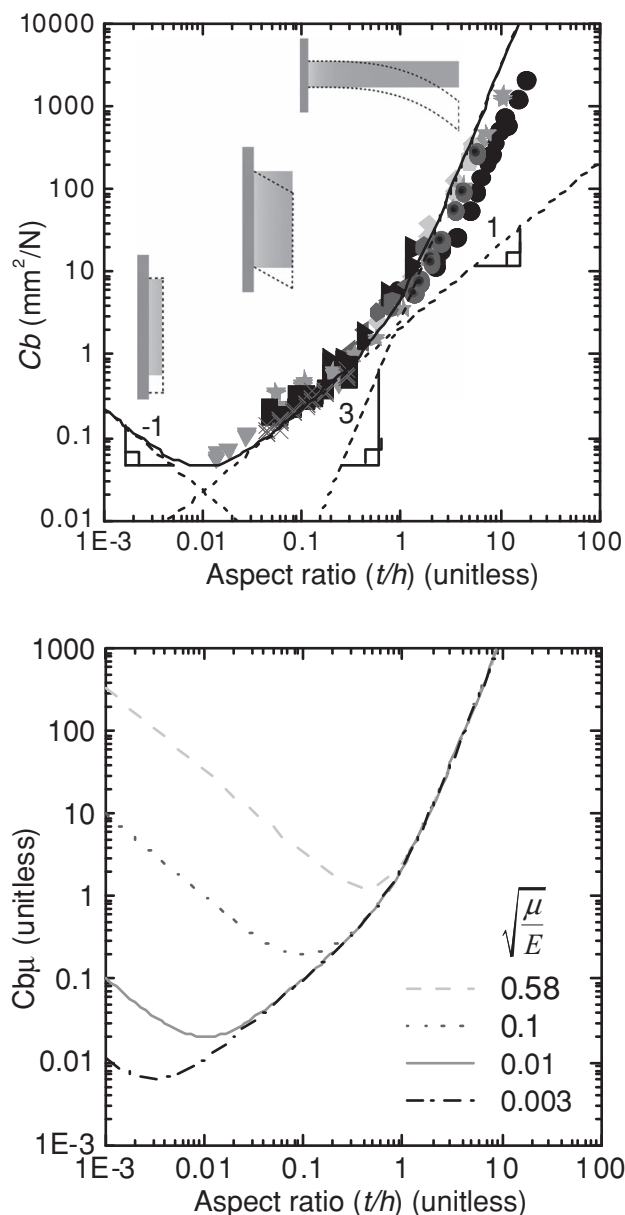 10000
1000
100
10
1
0.1
0.01
Cb (mm²/N)
1
3
-1
1E-3 0.01 0.1 1 10 100
Aspect ratio (t/h) (unitless)
1000
100
10
1
0.1
0.01
1E-3
Cbμ (unitless)
√μ/E
0.58
0.1
0.01
0.003
1E-3 0.01 0.1 1 10 100
Aspect ratio (t/h) (unitless)